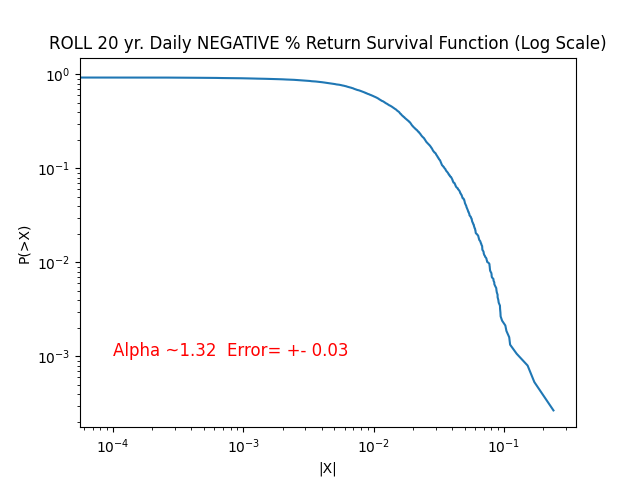 ROLL 20 yr. Daily NEGATIVE % Return Survival Function (Log Scale)
10⁰
10⁻¹
10⁻²
10⁻³
P(>X)
Alpha ~1.32  Error= +- 0.03
10⁻⁴ 10⁻³ 10⁻² 10⁻¹
|X|